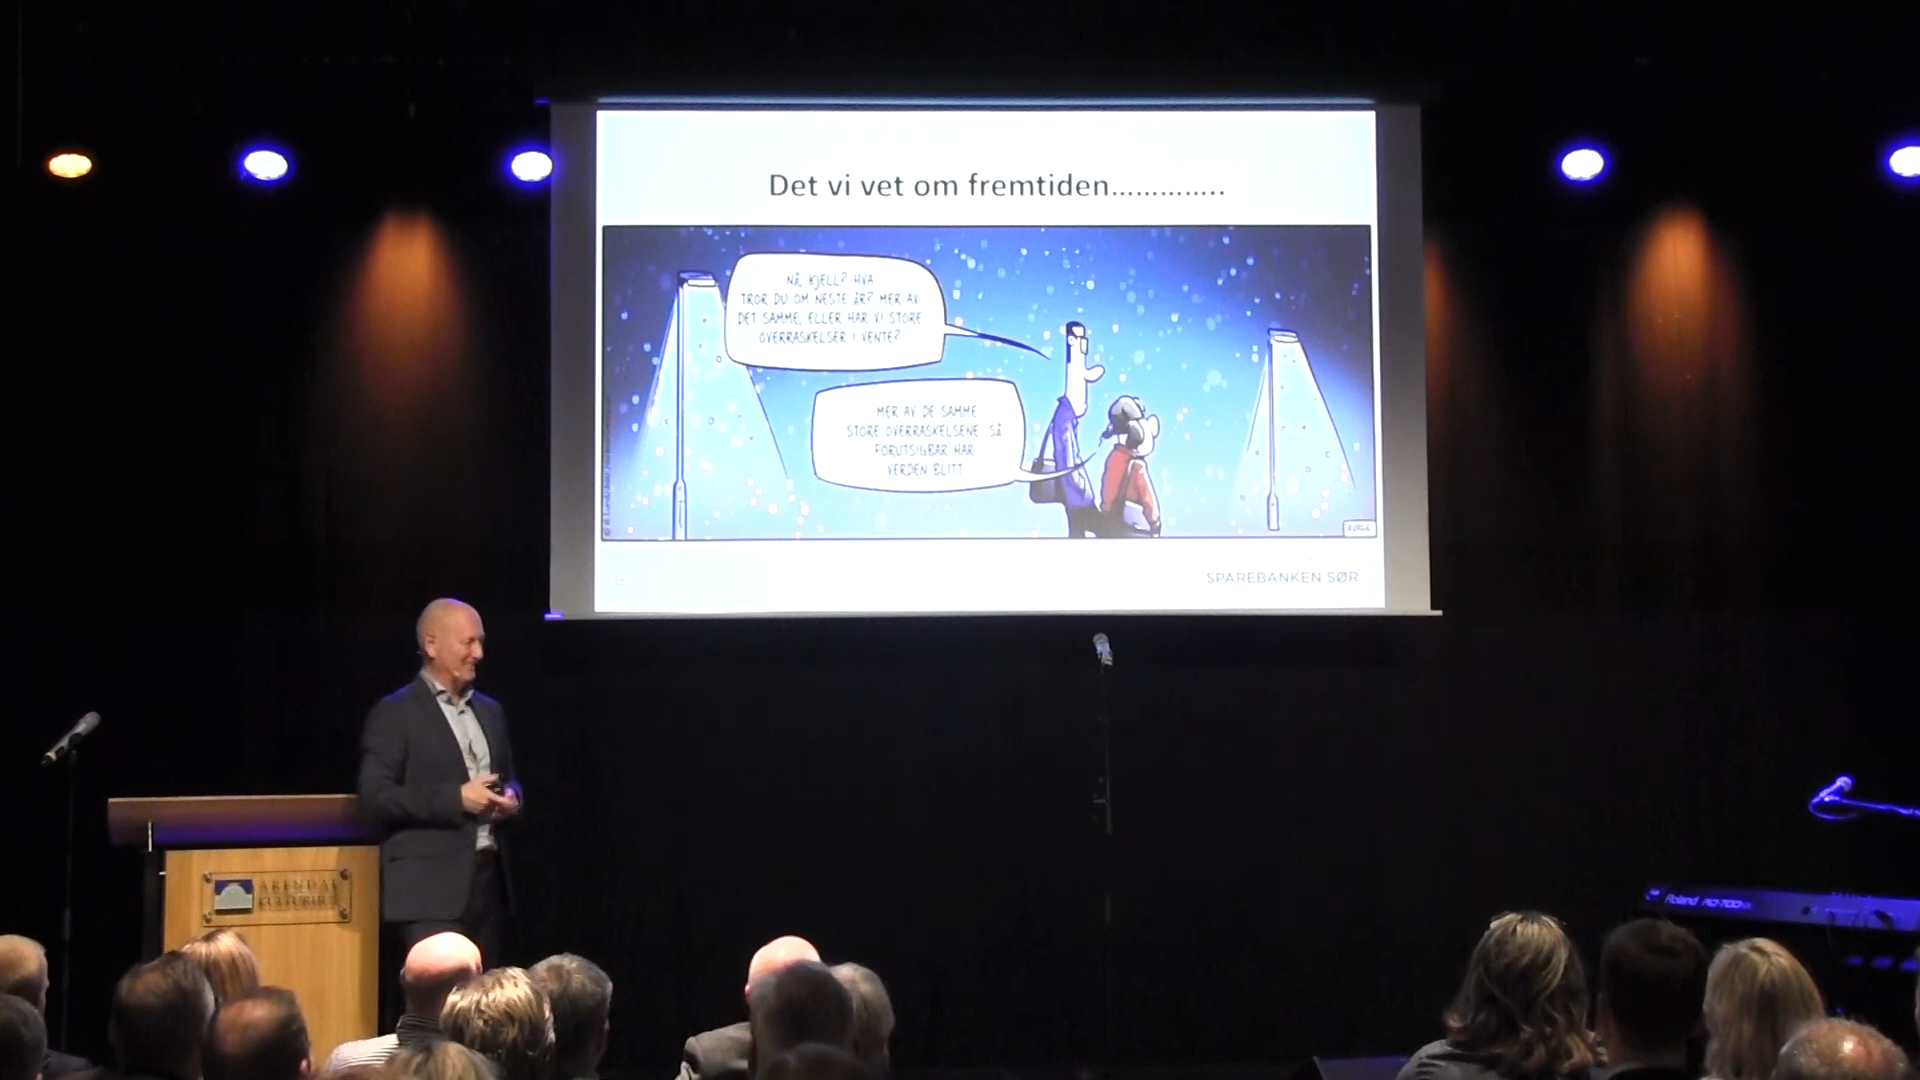 Det vi vet om fremtiden…………..
NÅ, KJELL? HVA
TROR DU OM NESTE ÅR? MER AV
DET SAMME, ELLER HAR VI STORE
OVERRASKELSER I VENTE?
MER AV DE SAMME
STORE OVERRASKELSENE. SÅ
FORUTSIGBAR HAR
VERDEN BLITT
SPAREBANKEN SØR
ARENDAL
KULTURHUS
Roland RD-700